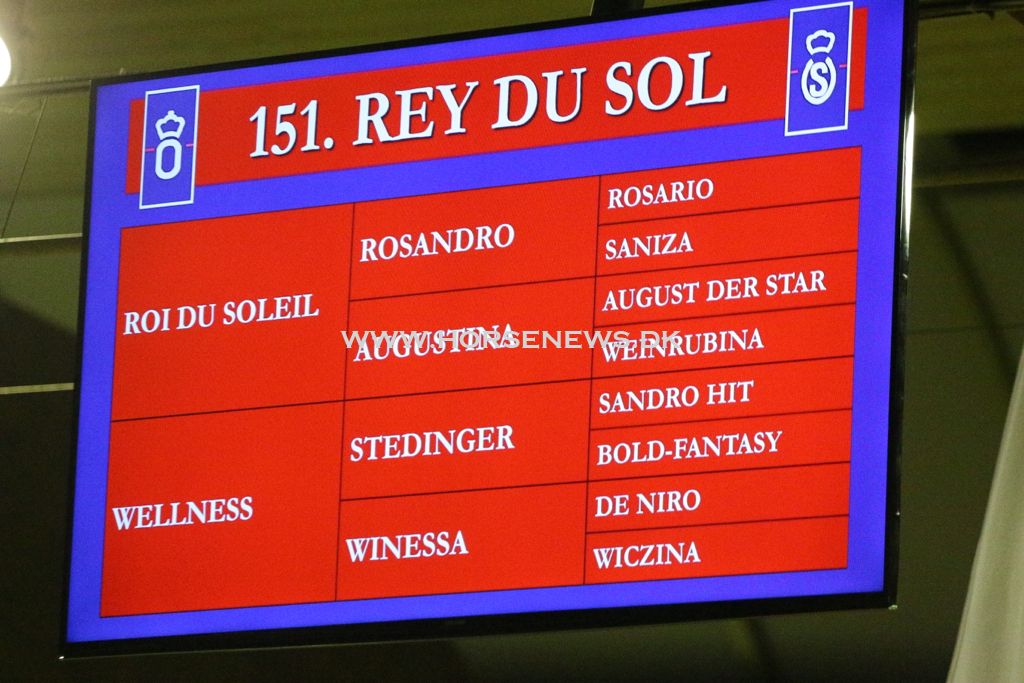 151. REY DU SOL
O
S
ROI DU SOLEIL
ROSANDRO
ROSARIO
SANIZA
AUGUSTINA
AUGUST DER STAR
WEINRUBINA
WWW.HORSENEWS.DK
WELLNESS
STEDINGER
SANDRO HIT
BOLD-FANTASY
WINESSA
DE NIRO
WICZINA